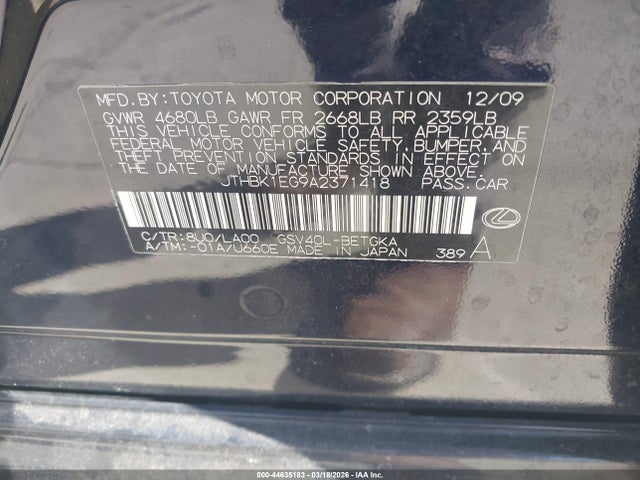 MFD.BY:TOYOTA MOTOR CORPORATION 12/09
GVWR 4680LB GAWR FR 2668LB RR 2359LB
THIS VEHICLE CONFORMS TO ALL APPLICABLE
FEDERAL MOTOR VEHICLE SAFETY,BUMPER,AND
THEFT PREVENTION STANDARDS IN EFFECT ON
THE DATE OF MANUFACTURE SHOWN ABOVE.
JTHBK1EG9A2371418 PASS.CAR
C/TR:8U0/LA00 GSV40L-BETGKA
A/TM:-01A/U660E MADE IN JAPAN 389 A
000-44635183 - 03/18/2026 - IAA Inc.